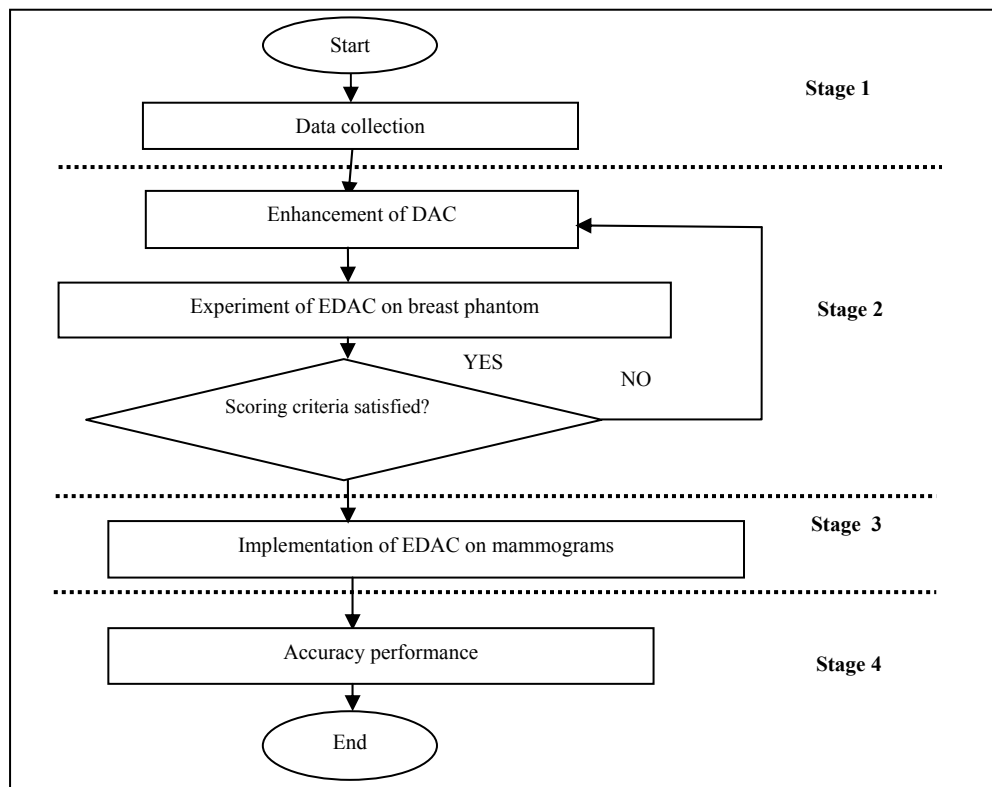 Start
Stage 1
Data collection
Enhancement of DAC
Experiment of EDAC on breast phantom
Stage 2
YES
NO
Scoring criteria satisfied?
Stage 3
Implementation of EDAC on mammograms
Accuracy performance
Stage 4
End